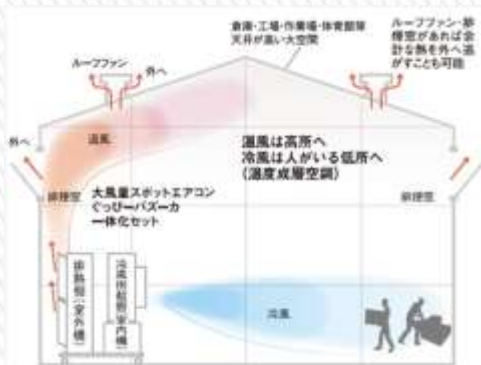 倉庫・工場・作業場・体育館等
天井が高い大空間
ルーフファン・排
煙窓があれば余
計な熱を外へ逃
がすことも可能
ルーフファン
外へ
外へ
温風
温風は高所へ
冷風は人がいる低所へ
(温度成層空調)
排煙窓
排煙窓
大風量スポットエアコン
ぐっぴーバズーカ
一体化セット
排熱側(室外機)
冷風供給側(室内機)
冷風